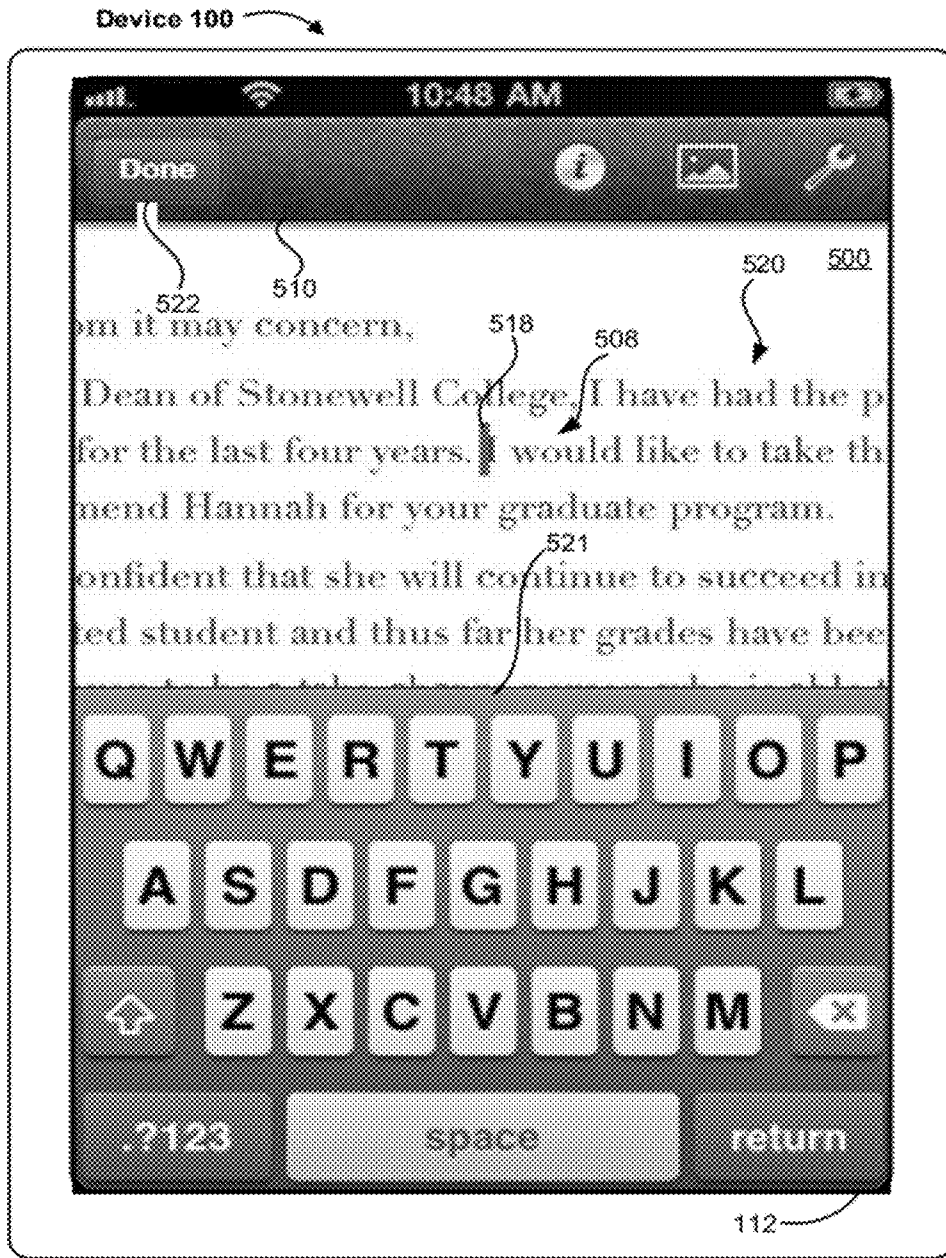 Device 100
10:48 AM
Done
522
510
520
500
om it may concern,
518
508
Dean of Stonewell College, I have had the p
for the last four years. I would like to take th
mend Hannah for your graduate program.
521
onfident that she will continue to succeed in
ted student and thus far her grades have bee
Q W E R T Y U I O P
A S D F G H J K L
Z X C V B N M
.?123 space return
112